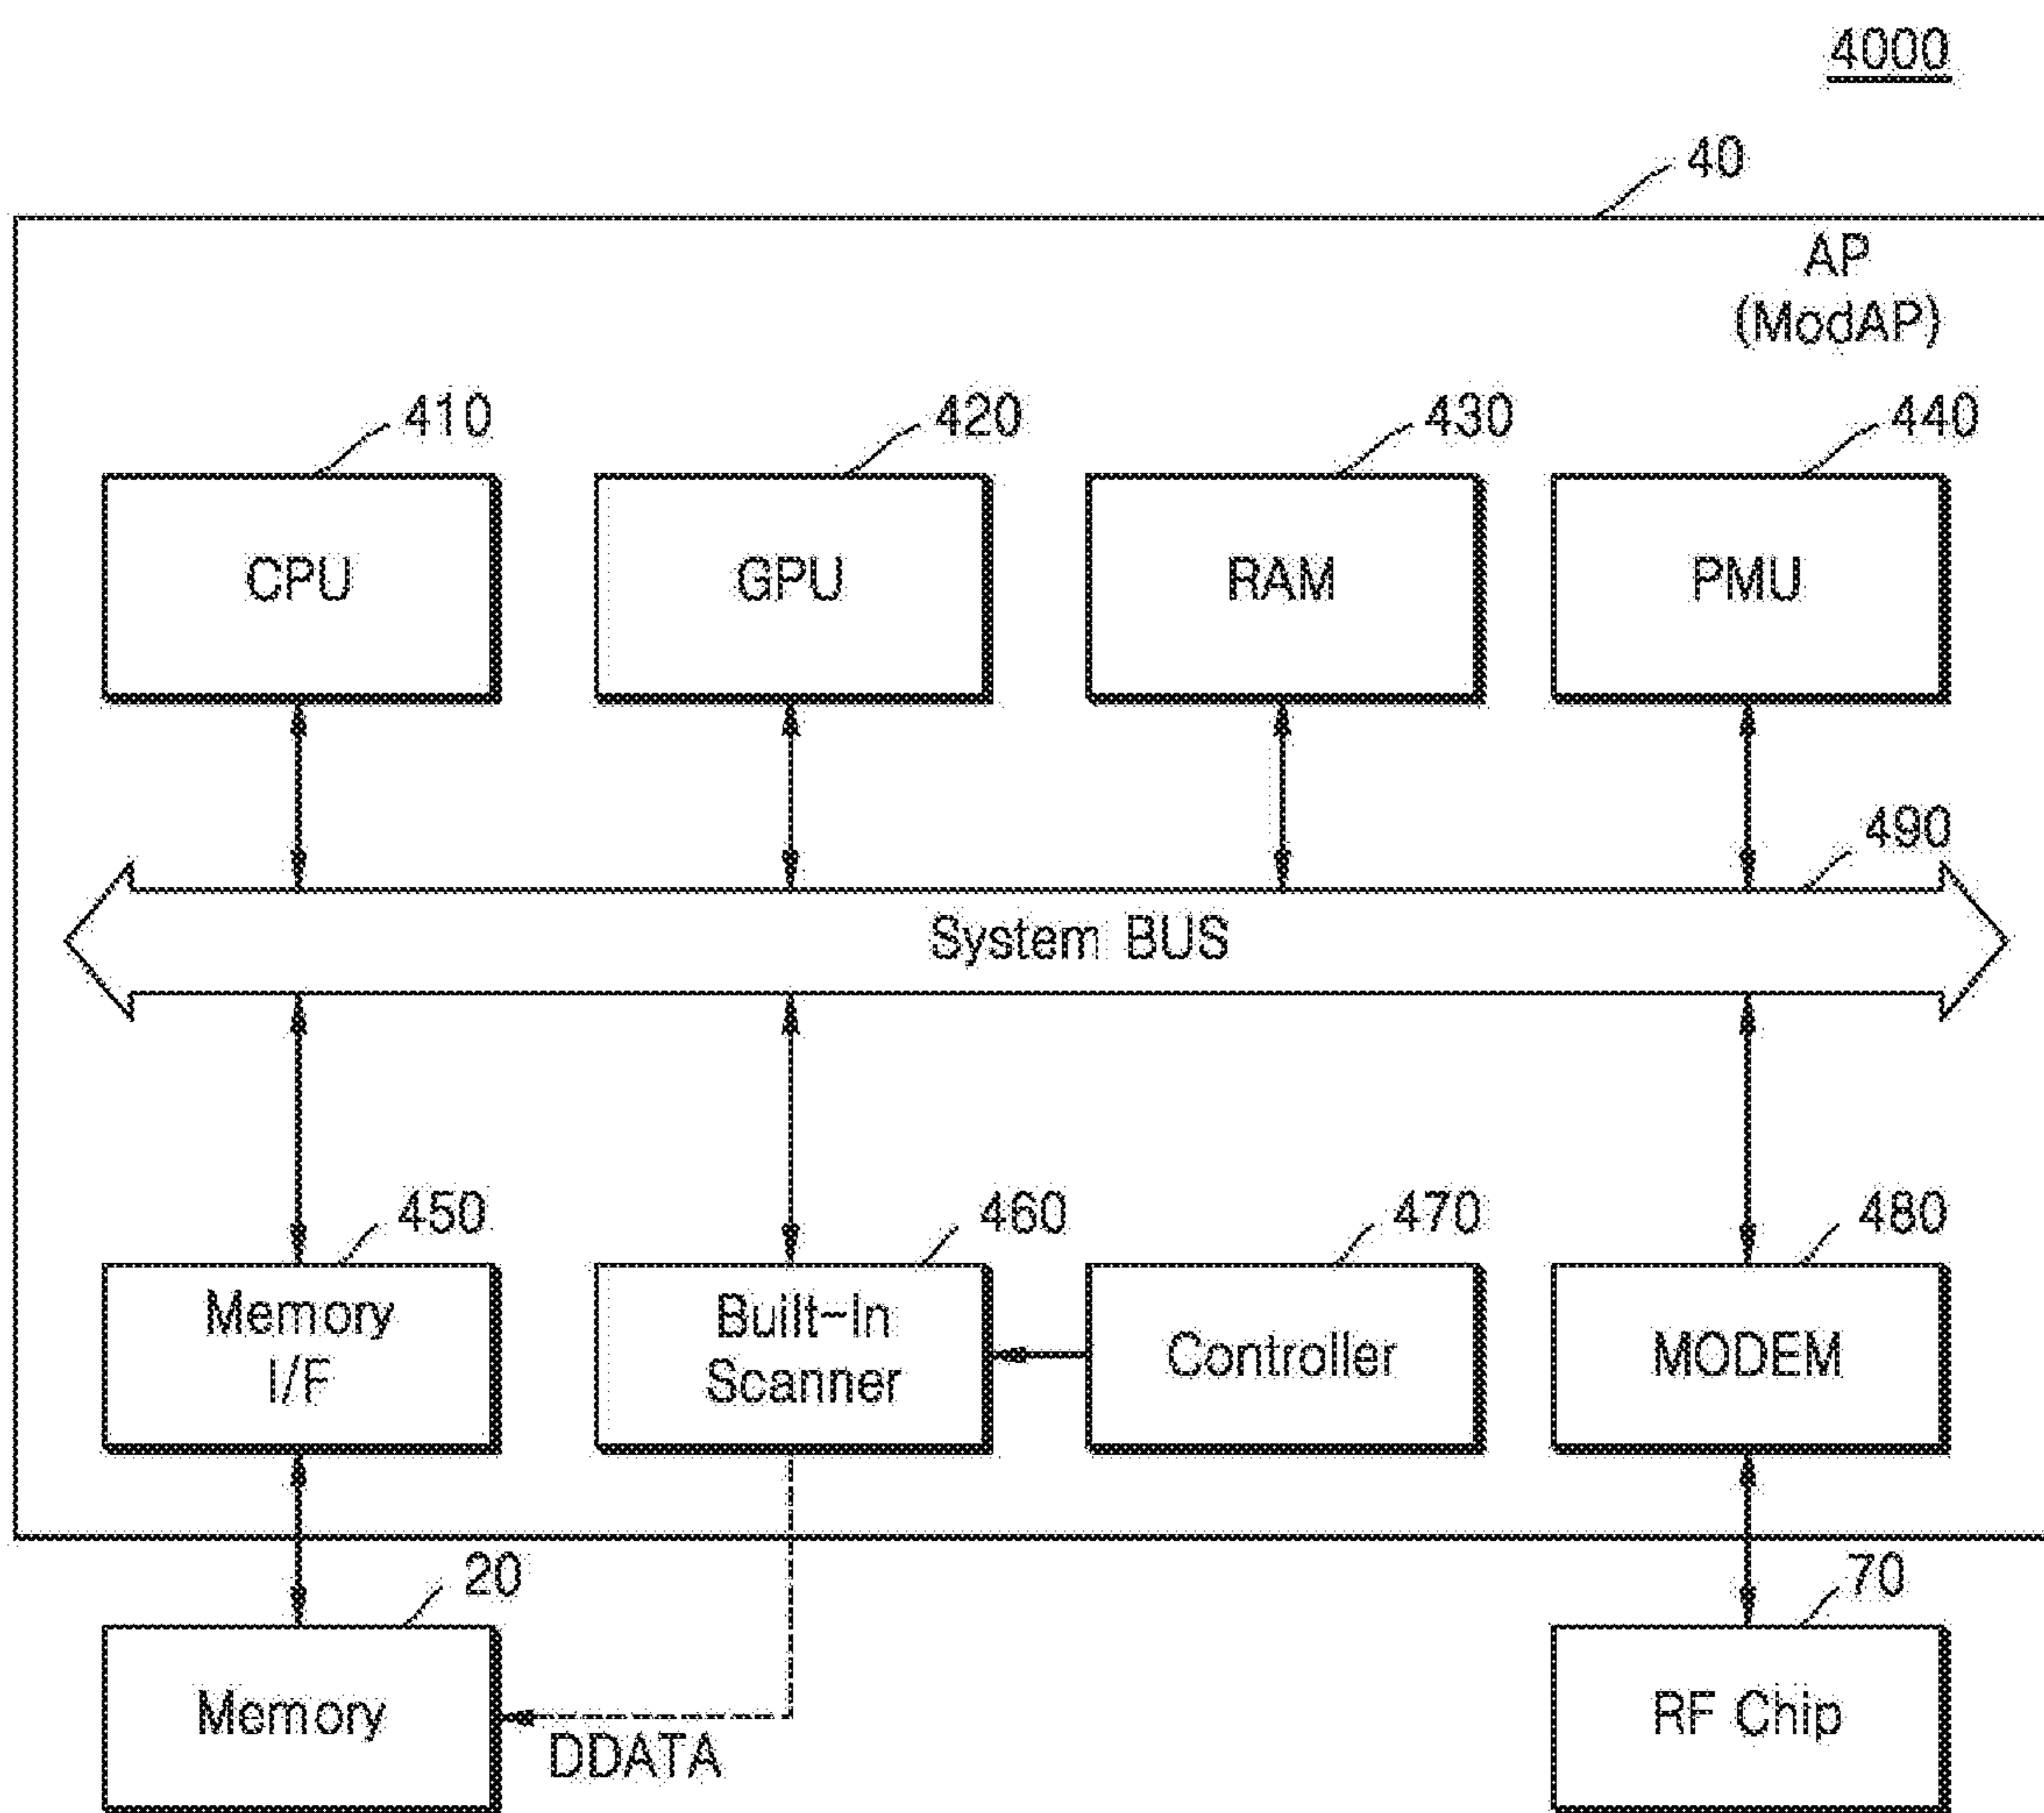 4000
40
AP
(ModAP)
410
420
430
440
CPU
GPU
RAM
PMU
490
System BUS
450
460
470
480
Memory
I/F
Built-In
Scanner
Controller
MODEM
20
70
Memory
DDATA
RF Chip